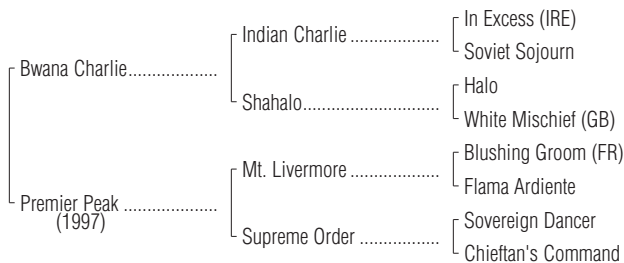 In Excess (IRE)
Indian Charlie ....................
Soviet Sojourn
Bwana Charlie....................
Halo
Shahalo..............................
White Mischief (GB)
Blushing Groom (FR)
Mt. Livermore ....................
Flama Ardiente
Premier Peak .....................
(1997)
Sovereign Dancer
Supreme Order ..................
Chieftan's Command